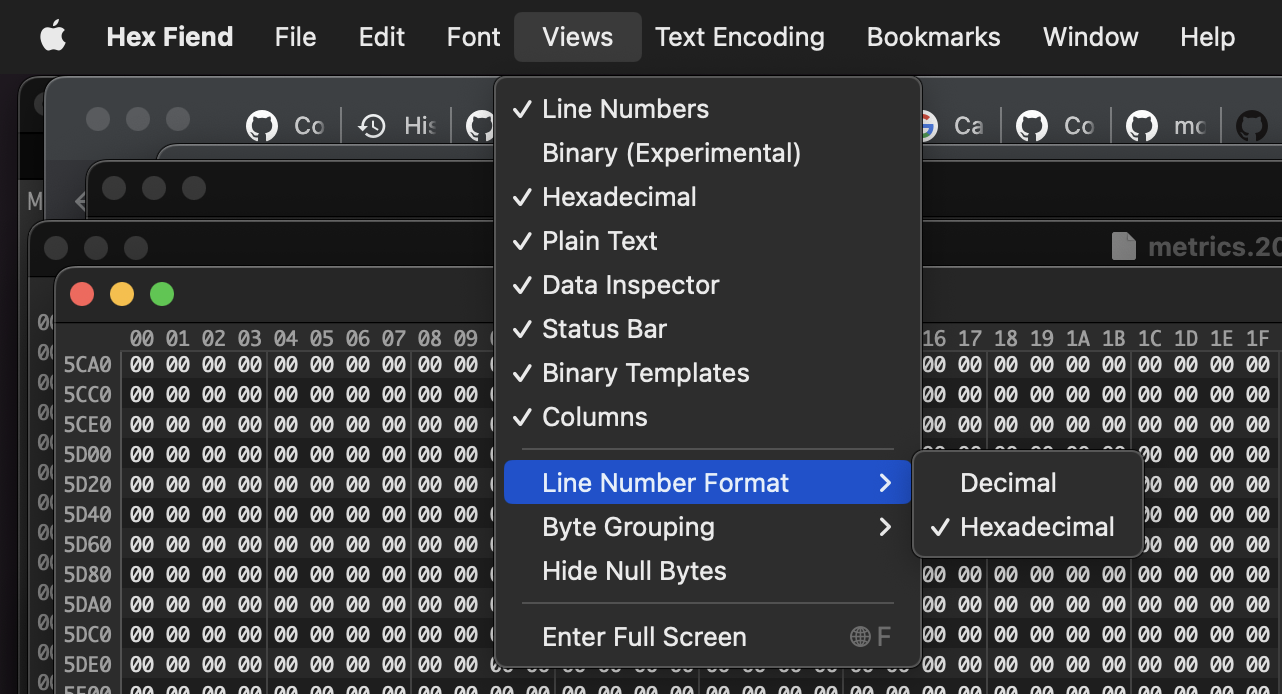 Hex Fiend File Edit Font Views Text Encoding Bookmarks Window Help
Co His Ca Co mo
✓ Line Numbers
Binary (Experimental)
✓ Hexadecimal
✓ Plain Text
✓ Data Inspector
✓ Status Bar
✓ Binary Templates
✓ Columns
Line Number Format >
Byte Grouping >
Hide Null Bytes
Enter Full Screen F
Decimal
✓ Hexadecimal
M
metrics.20
00 01 02 03 04 05 06 07 08 09 16 17 18 19 1A 1B 1C 1D 1E 1F
5CA0 00 00 00 00 00 00 00 00 00 00 00 00 00 00 00 00 00 00 00 00
5CC0 00 00 00 00 00 00 00 00 00 00 00 00 00 00 00 00 00 00 00 00
5CE0 00 00 00 00 00 00 00 00 00 00 00 00 00 00 00 00 00 00 00 00
5D00 00 00 00 00 00 00 00 00 00 00 00 00 00 00
5D20 00 00 00 00 00 00 00 00 00 00 00 00 00
5D40 00 00 00 00 00 00 00 00 00 00 00 00 00
5D60 00 00 00 00 00 00 00 00 00 00 00 00 00
5D80 00 00 00 00 00 00 00 00 00 00 00 00 00 00 00 00 00 00 00 00
5DA0 00 00 00 00 00 00 00 00 00 00 00 00 00 00 00 00 00 00 00 00
5DC0 00 00 00 00 00 00 00 00 00 00 00 00 00 00 00 00 00 00 00 00
5DE0 00 00 00 00 00 00 00 00 00 00 00 00 00 00 00 00 00 00 00 00